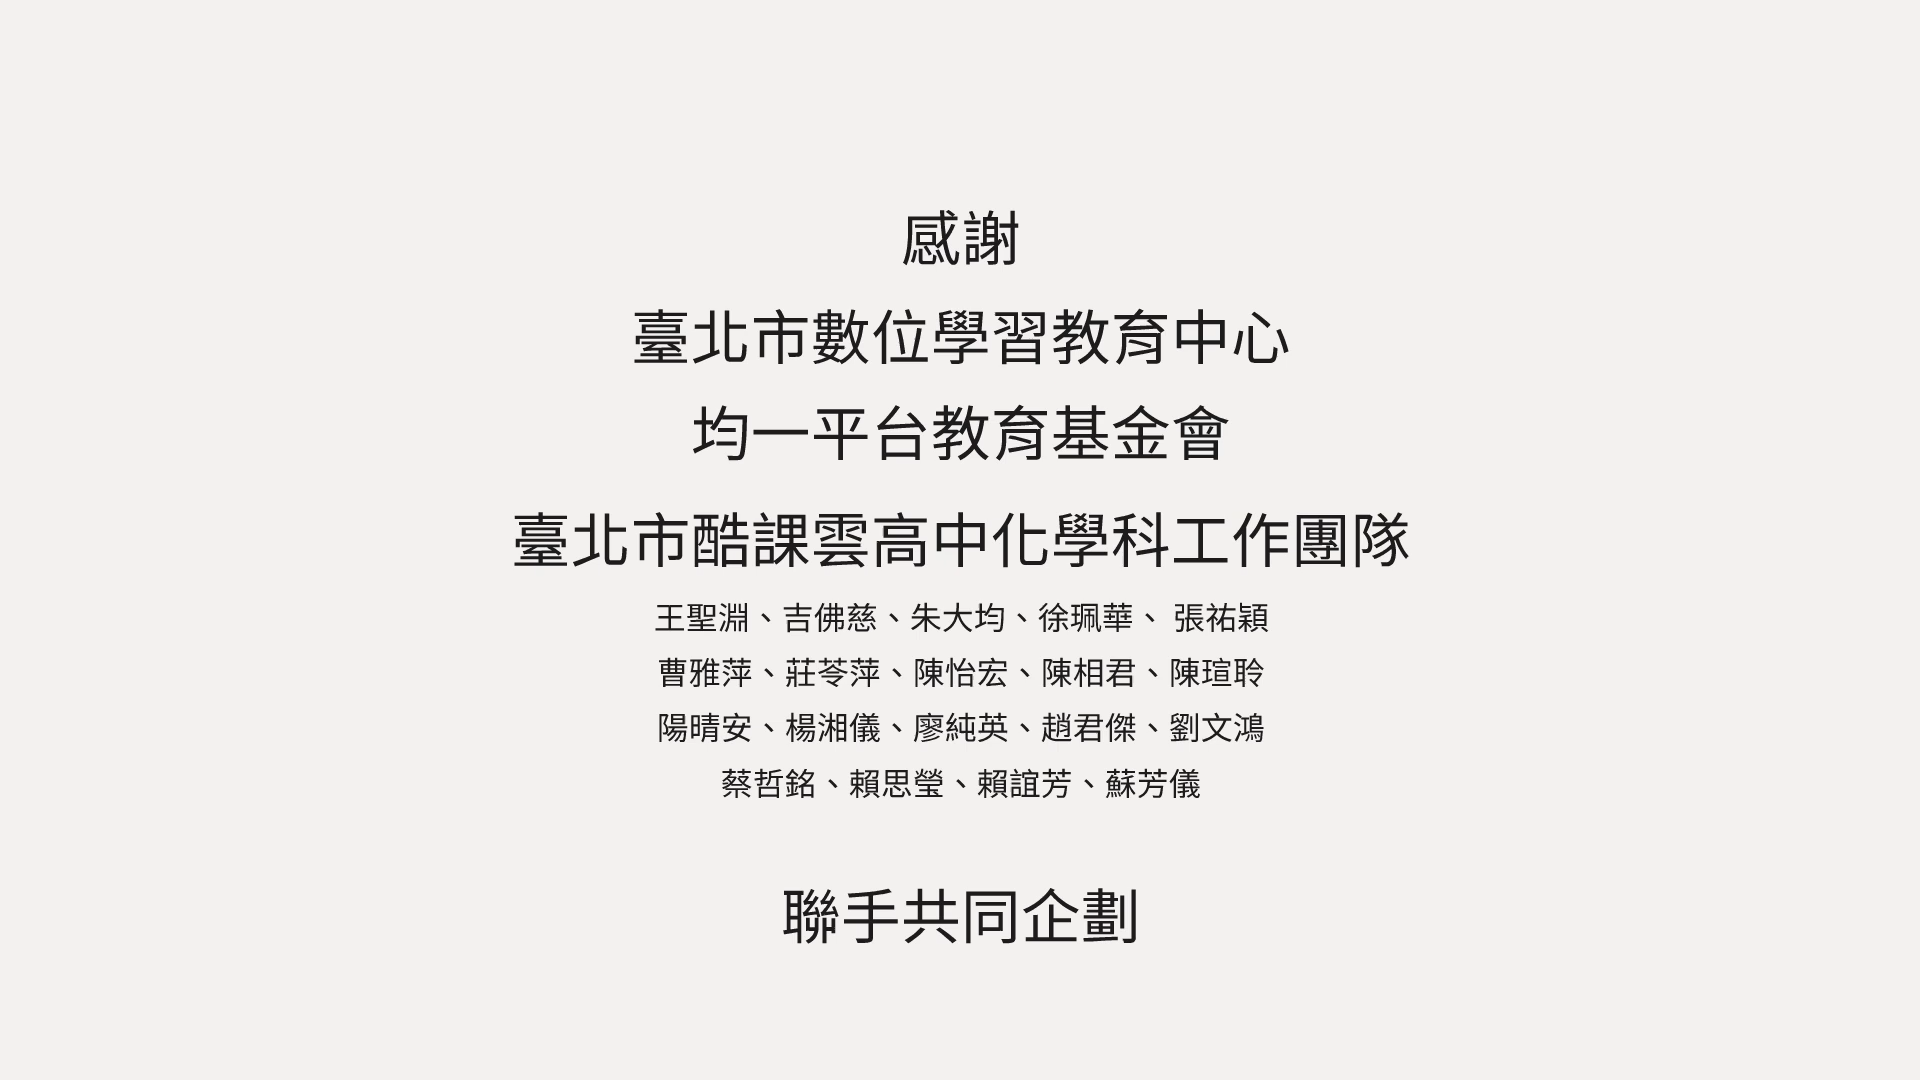 感謝
臺北市數位學習教育中心
均一平台教育基金會
臺北市酷課雲高中化學科工作團隊
王聖淵、吉佛慈、朱大均、徐珮華、 張祐穎
曹雅萍、莊苓萍、陳怡宏、陳相君、陳瑄聆
陽晴安、楊湘儀、廖純英、趙君傑、劉文鴻
蔡哲銘、賴思瑩、賴誼芳、蘇芳儀
聯手共同企劃